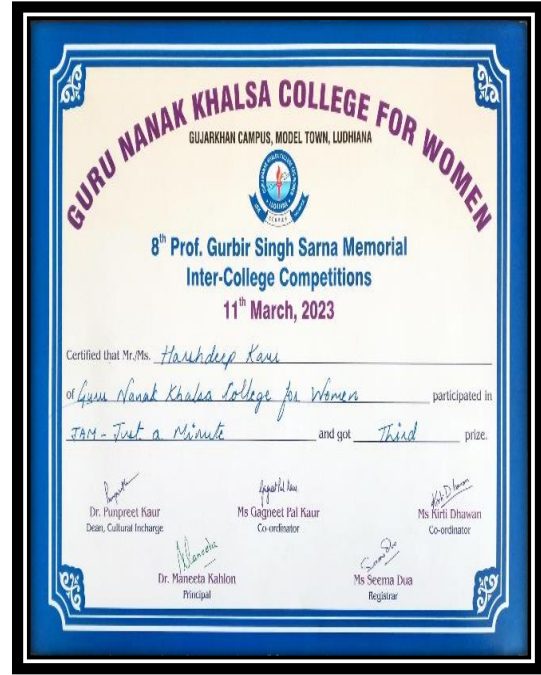 GURU NANAK KHALSA COLLEGE FOR WOMEN
GUJARKHAN CAMPUS, MODEL TOWN, LUDHIANA
8th Prof. Gurbir Singh Sarna Memorial
Inter-College Competitions
11th March, 2023
Certified that Mr./Ms. Harshdeep Kaur
of Guru Nanak Khalsa College for Women participated in
JAM - Just a Minute and got Third prize.
Dr. Punpreet Kaur
Dean, Cultural Incharge
Ms Gagneet Pal Kaur
Co-ordinator
Ms Kirti Dhawan
Co-ordinator
Dr. Maneeta Kahlon
Principal
Ms Seema Dua
Registrar